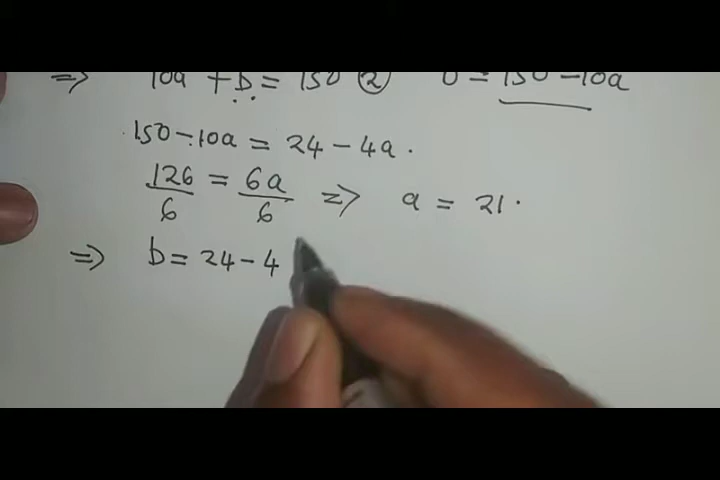 => 10a + b = 150 ② b = 150 - 10a
150 - 10a = 24 - 4a.
126/6 = 6a/6 => a = 21.
=> b = 24 - 4